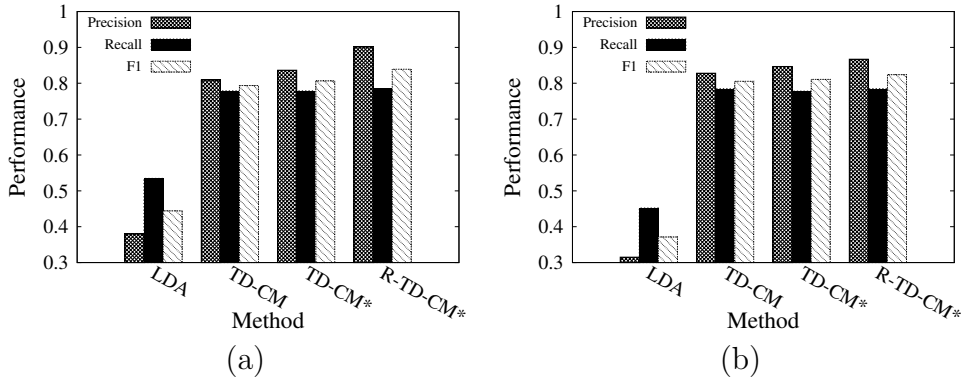 Precision
Recall
F1
1
0.9
0.8
0.7
0.6
0.5
0.4
0.3
Performance
LDA
TD-CM
TD-CM*
R-TD-CM*
Method
(a)
Precision
Recall
F1
1
0.9
0.8
0.7
0.6
0.5
0.4
0.3
Performance
LDA
TD-CM
TD-CM*
R-TD-CM*
Method
(b)